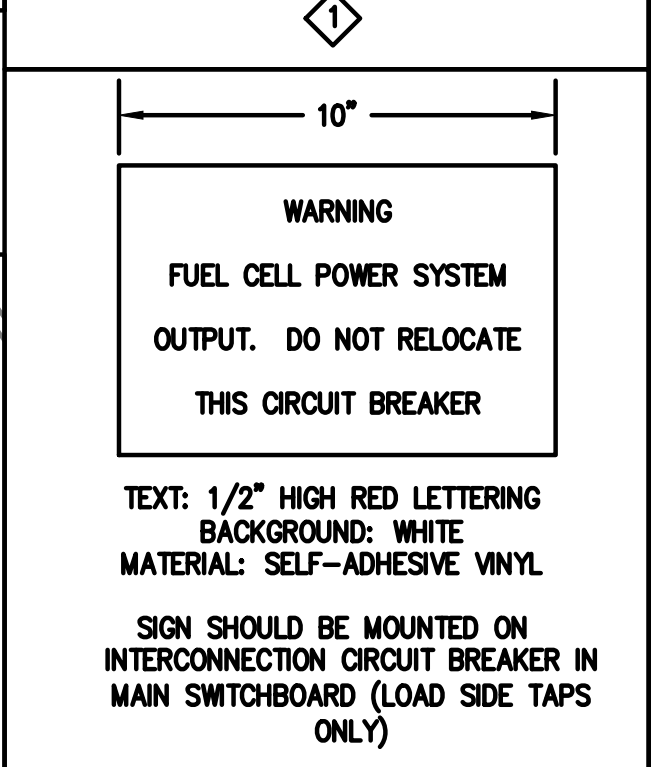 1
10"
WARNING
FUEL CELL POWER SYSTEM
OUTPUT. DO NOT RELOCATE
THIS CIRCUIT BREAKER
TEXT: 1/2" HIGH RED LETTERING
BACKGROUND: WHITE
MATERIAL: SELF-ADHESIVE VINYL
SIGN SHOULD BE MOUNTED ON
INTERCONNECTION CIRCUIT BREAKER IN
MAIN SWITCHBOARD (LOAD SIDE TAPS
ONLY)